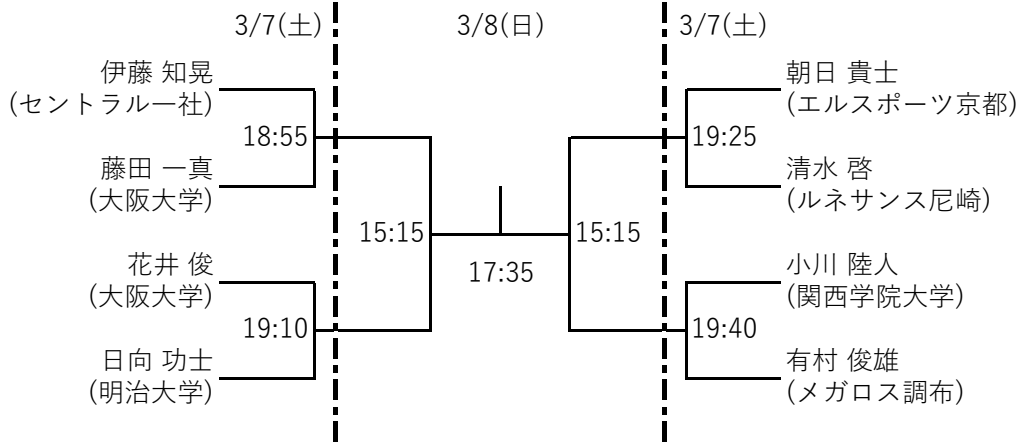 3/7(土)
3/8(日)
3/7(土)
伊藤 知晃
(セントラル一社)
18:55
藤田 一真
(大阪大学)
花井 俊
(大阪大学)
19:10
日向 功士
(明治大学)
15:15
17:35
15:15
朝日 貴士
(エルスポーツ京都)
19:25
清水 啓
(ルネサンス尼崎)
小川 陸人
(関西学院大学)
19:40
有村 俊雄
(メガロス調布)